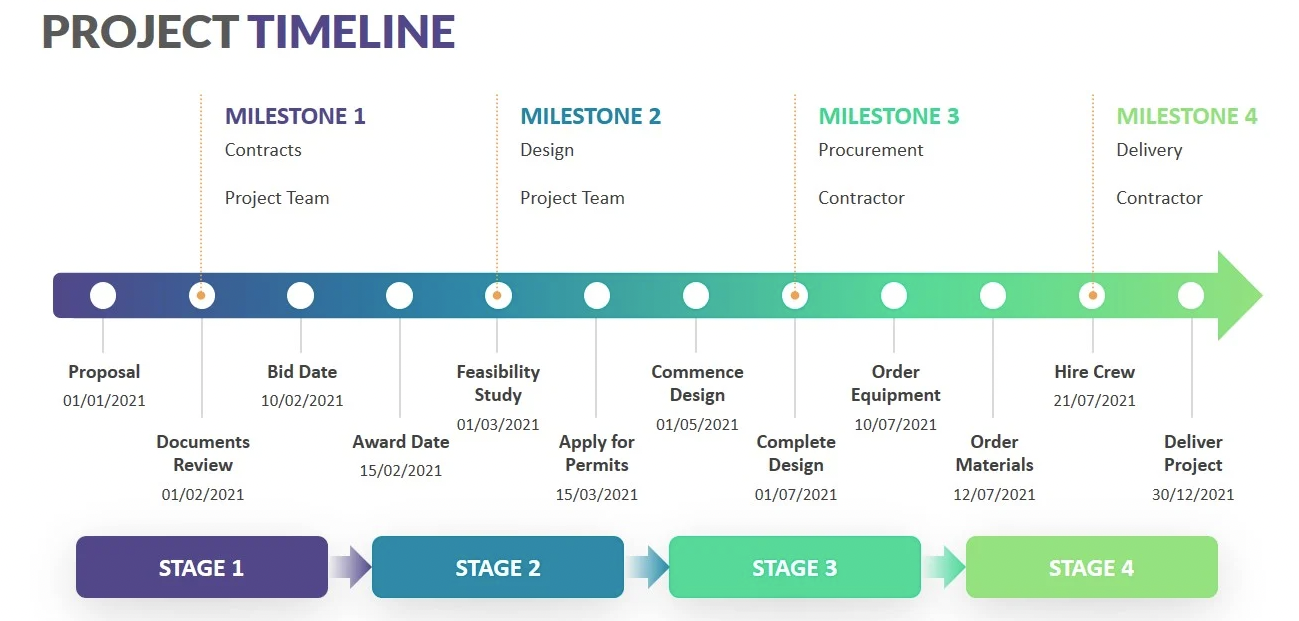 PROJECT TIMELINE
MILESTONE 1
Contracts
Project Team
MILESTONE 2
Design
Project Team
MILESTONE 3
Procurement
Contractor
MILESTONE 4
Delivery
Contractor
Proposal
01/01/2021
Documents
Review
01/02/2021
Bid Date
10/02/2021
Award Date
15/02/2021
Feasibility
Study
01/03/2021
Apply for
Permits
15/03/2021
Commence
Design
01/05/2021
Complete
Design
01/07/2021
Order
Equipment
10/07/2021
Order
Materials
12/07/2021
Hire Crew
21/07/2021
Deliver
Project
30/12/2021
STAGE 1
STAGE 2
STAGE 3
STAGE 4